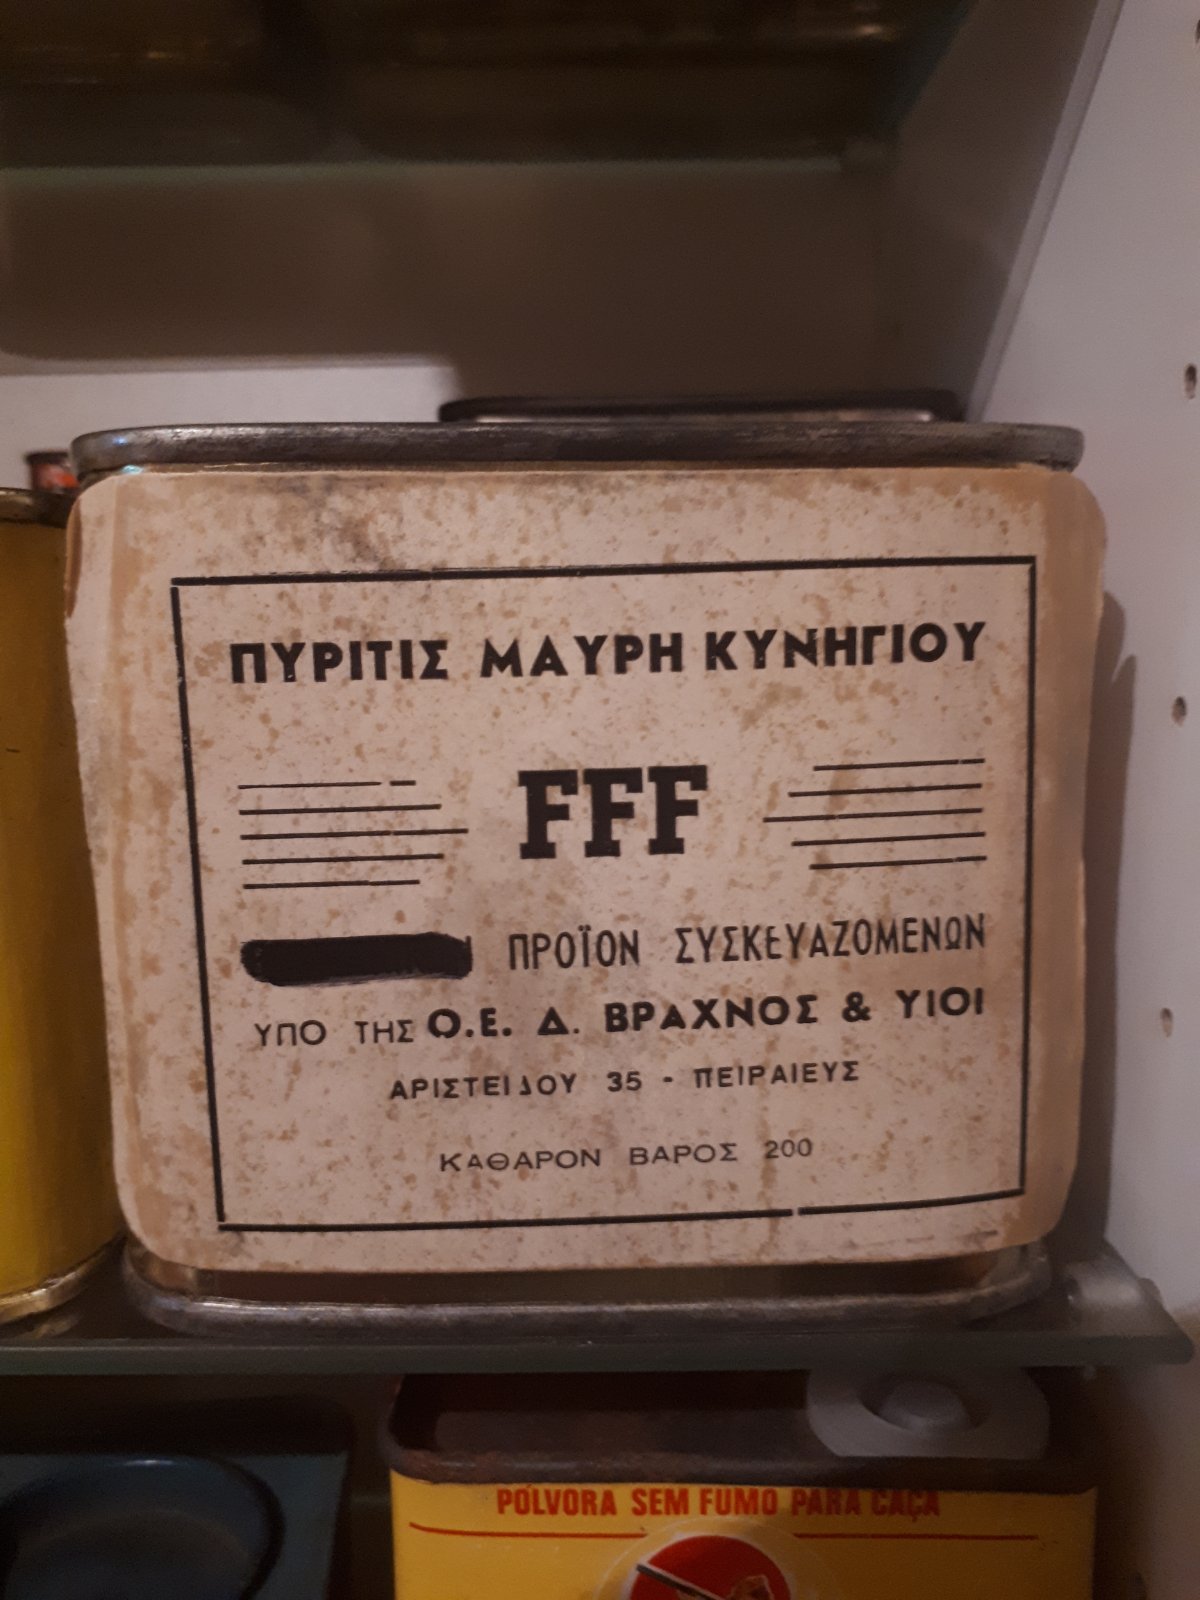 ΠΥΡΙΤΙΣ ΜΑΥΡΗ ΚΥΝΗΓΙΟΥ
FFF
ΠΡΟΪΟΝ ΣΥΣΚΕΥΑΖΟΜΕΝΩΝ
ΥΠΟ ΤΗΣ Ο.Ε. Δ. ΒΡΑΧΝΟΣ & ΥΙΟΙ
ΑΡΙΣΤΕΙΔΟΥ 35 - ΠΕΙΡΑΙΕΥΣ
ΚΑΘΑΡΟΝ ΒΑΡΟΣ 200
PÓLVORA SEM FUMO PARA CAÇA